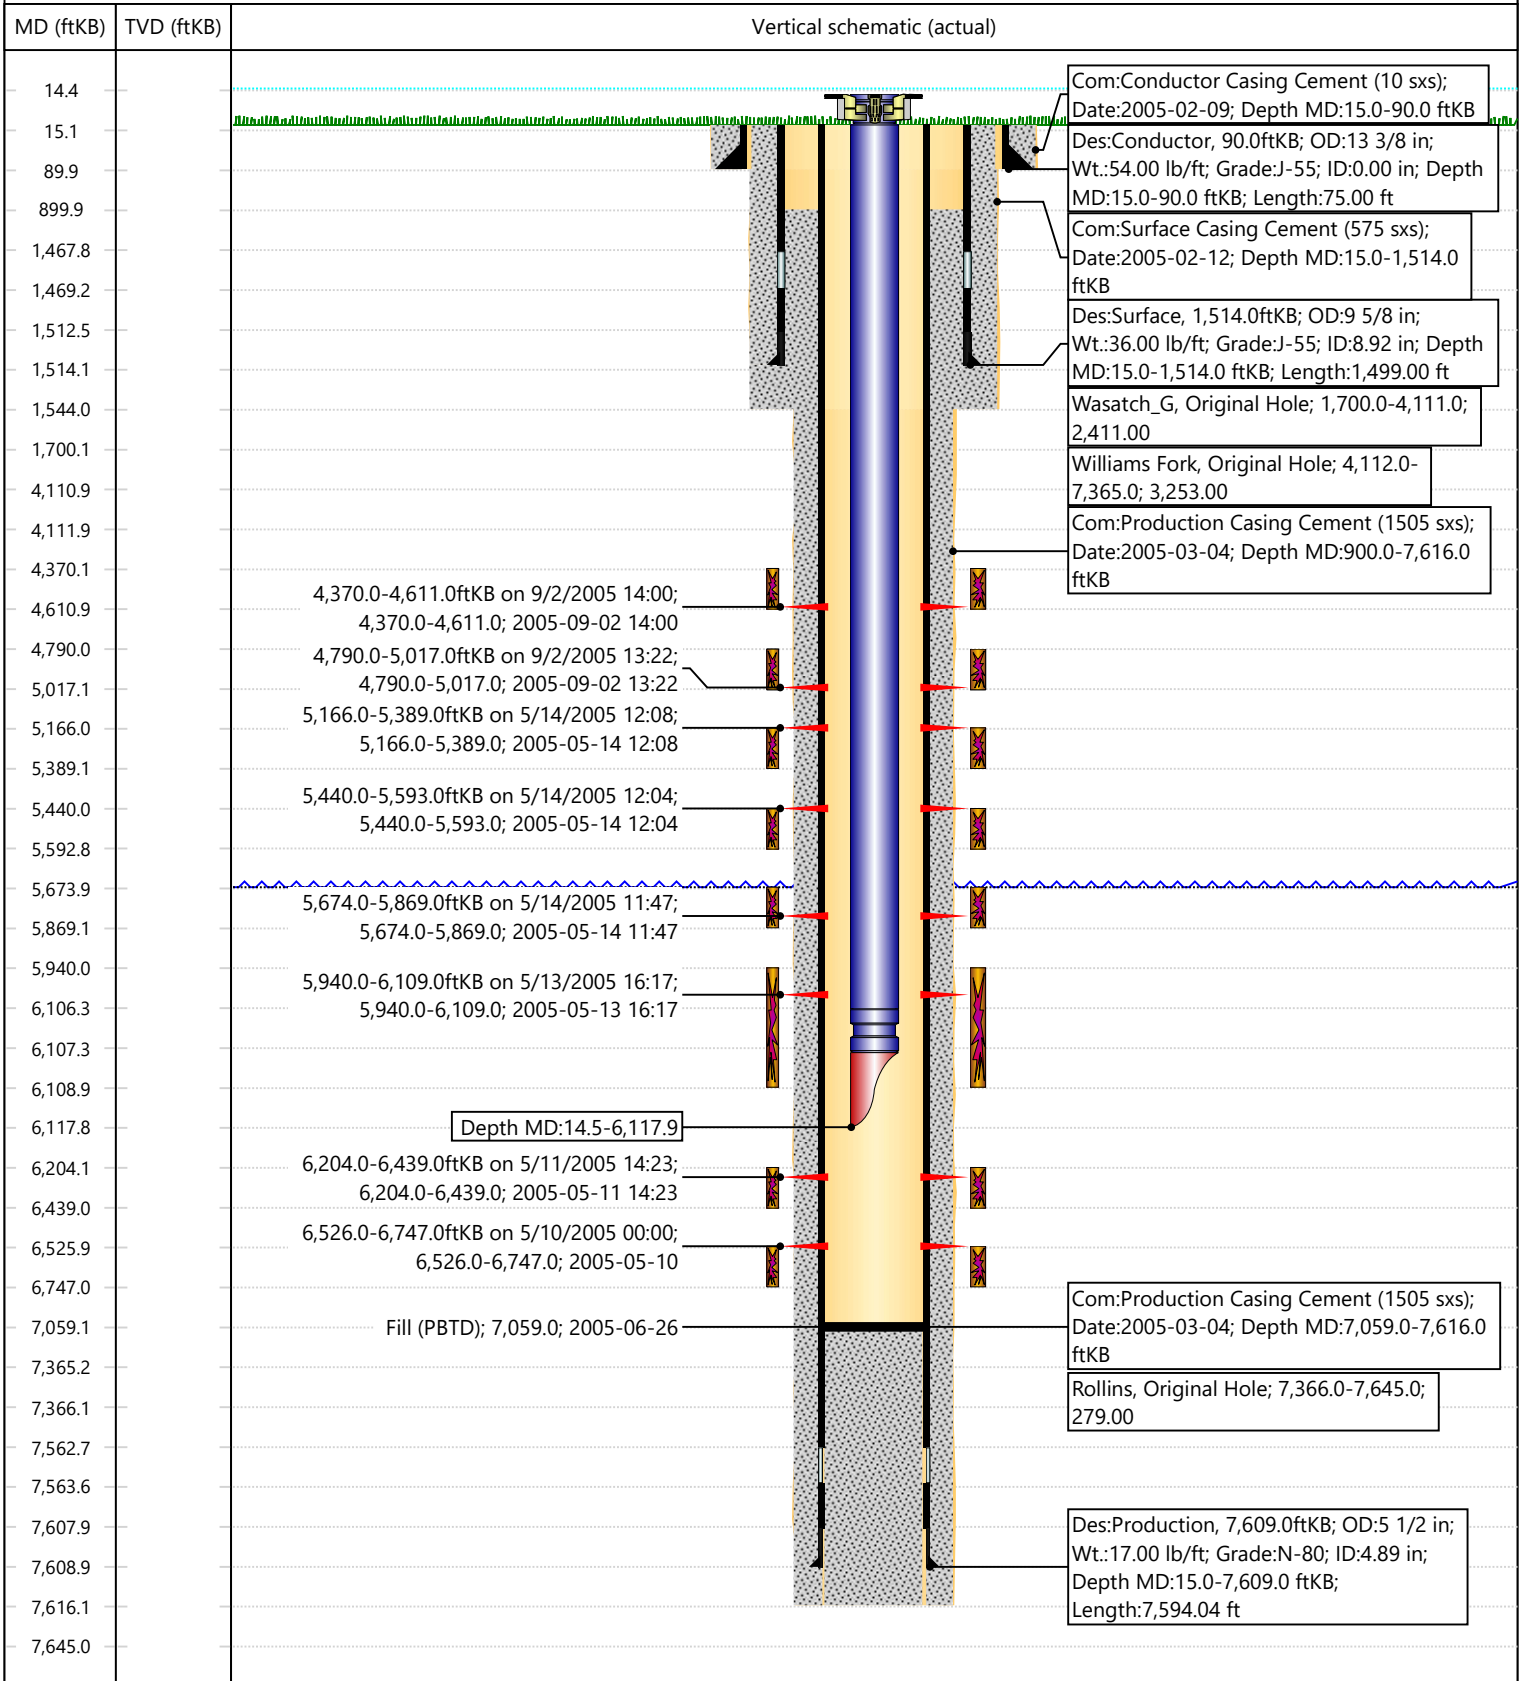 MD (ftKB)
TVD (ftKB)
Vertical schematic (actual)
14.4
15.1
89.9
899.9
1,467.8
1,469.2
1,512.5
1,514.1
1,544.0
1,700.1
4,110.9
4,111.9
4,370.1
4,610.9
4,790.0
5,017.1
5,166.0
5,389.1
5,440.0
5,592.8
5,673.9
5,869.1
5,940.0
6,106.3
6,107.3
6,108.9
6,117.8
6,204.1
6,439.0
6,525.9
6,747.0
7,059.1
7,365.2
7,366.1
7,562.7
7,563.6
7,607.9
7,608.9
7,616.1
7,645.0
4,370.0-4,611.0ftKB on 9/2/2005 14:00;
4,370.0-4,611.0; 2005-09-02 14:00
4,790.0-5,017.0ftKB on 9/2/2005 13:22;
4,790.0-5,017.0; 2005-09-02 13:22
5,166.0-5,389.0ftKB on 5/14/2005 12:08;
5,166.0-5,389.0; 2005-05-14 12:08
5,440.0-5,593.0ftKB on 5/14/2005 12:04;
5,440.0-5,593.0; 2005-05-14 12:04
5,674.0-5,869.0ftKB on 5/14/2005 11:47;
5,674.0-5,869.0; 2005-05-14 11:47
5,940.0-6,109.0ftKB on 5/13/2005 16:17;
5,940.0-6,109.0; 2005-05-13 16:17
Depth MD:14.5-6,117.9
6,204.0-6,439.0ftKB on 5/11/2005 14:23;
6,204.0-6,439.0; 2005-05-11 14:23
6,526.0-6,747.0ftKB on 5/10/2005 00:00;
6,526.0-6,747.0; 2005-05-10
Fill (PBTD); 7,059.0; 2005-06-26
Com:Conductor Casing Cement (10 sxs);
Date:2005-02-09; Depth MD:15.0-90.0 ftKB
Des:Conductor, 90.0ftKB; OD:13 3/8 in;
Wt.:54.00 lb/ft; Grade:J-55; ID:0.00 in; Depth
MD:15.0-90.0 ftKB; Length:75.00 ft
Com:Surface Casing Cement (575 sxs);
Date:2005-02-12; Depth MD:15.0-1,514.0
ftKB
Des:Surface, 1,514.0ftKB; OD:9 5/8 in;
Wt.:36.00 lb/ft; Grade:J-55; ID:8.92 in; Depth
MD:15.0-1,514.0 ftKB; Length:1,499.00 ft
Wasatch_G, Original Hole; 1,700.0-4,111.0;
2,411.00
Williams Fork, Original Hole; 4,112.0-
7,365.0; 3,253.00
Com:Production Casing Cement (1505 sxs);
Date:2005-03-04; Depth MD:900.0-7,616.0
ftKB
Com:Production Casing Cement (1505 sxs);
Date:2005-03-04; Depth MD:7,059.0-7,616.0
ftKB
Rollins, Original Hole; 7,366.0-7,645.0;
279.00
Des:Production, 7,609.0ftKB; OD:5 1/2 in;
Wt.:17.00 lb/ft; Grade:N-80; ID:4.89 in;
Depth MD:15.0-7,609.0 ftKB;
Length:7,594.04 ft